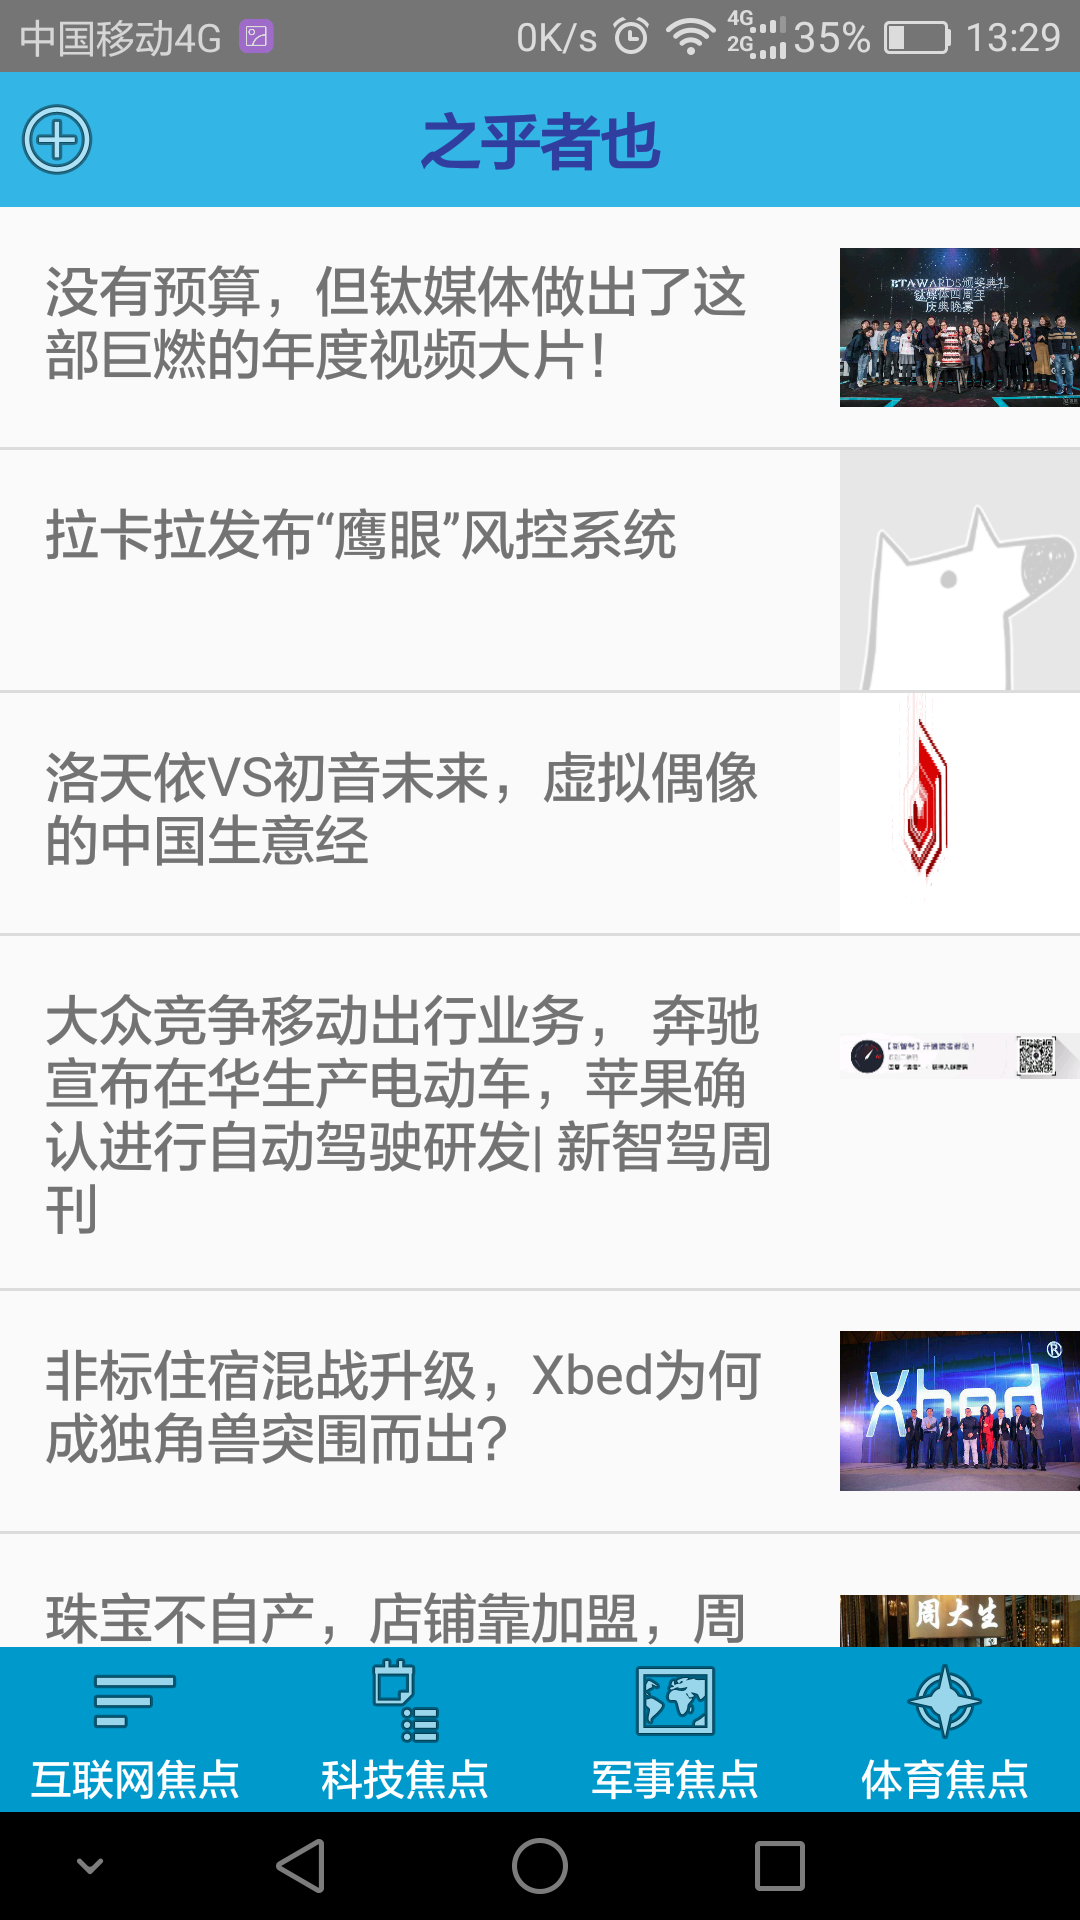 中国移动4G
0K/s
4G
2G
35%
13:29
之乎者也
没有预算，但钛媒体做出了这
部巨燃的年度视频大片！
BTAWARDS颁奖典礼
钛媒体四周年
庆典晚宴
拉卡拉发布“鹰眼”风控系统
洛天依VS初音未来，虚拟偶像
的中国生意经
大众竞争移动出行业务， 奔驰
宣布在华生产电动车，苹果确
认进行自动驾驶研发| 新智驾周
刊
非标住宿混战升级，Xbed为何
成独角兽突围而出?
Xbed®
珠宝不自产，店铺靠加盟，周
周大生
互联网焦点
科技焦点
军事焦点
体育焦点